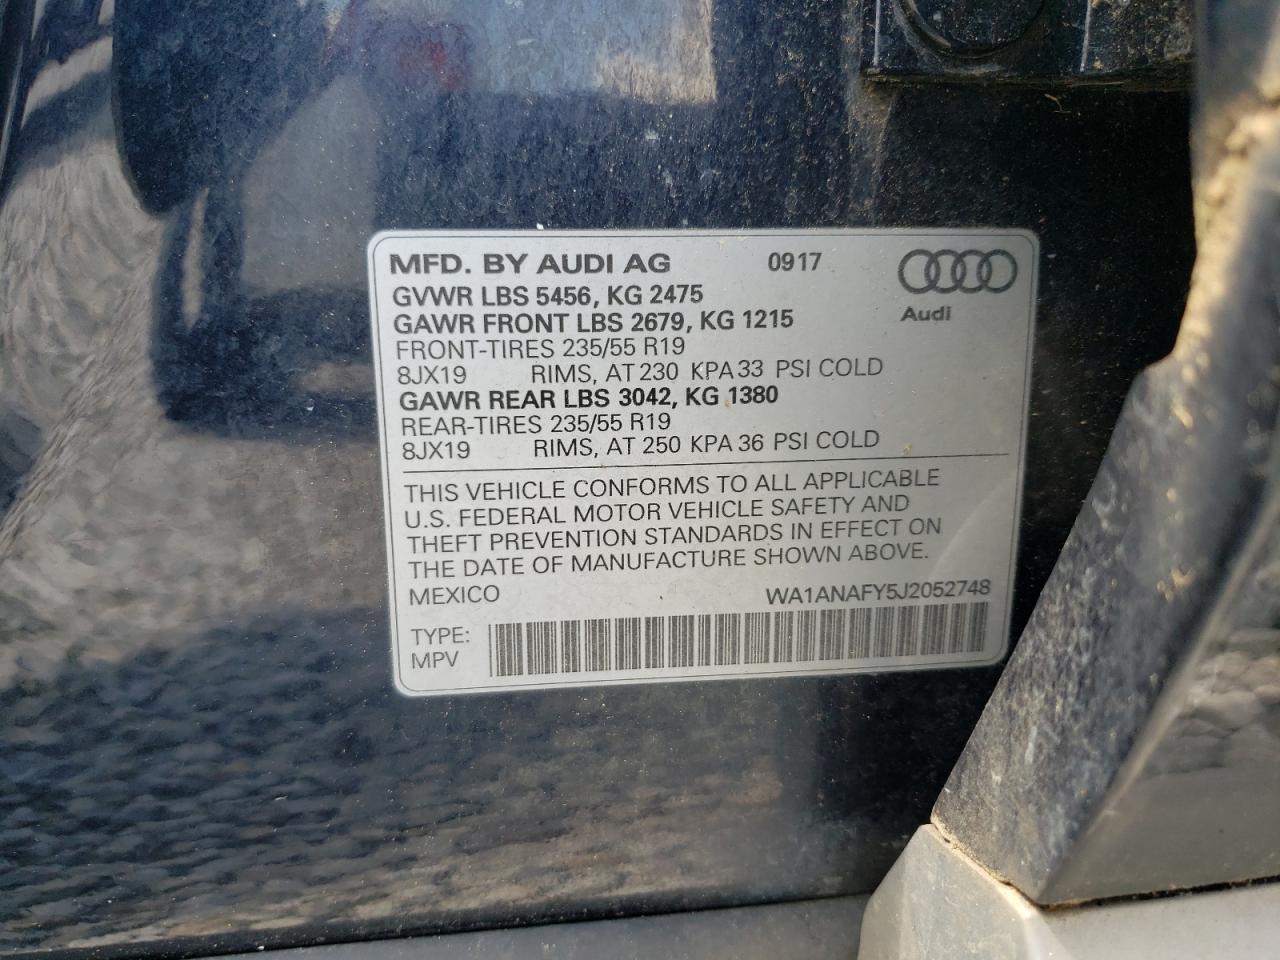 MFD. BY AUDI AG 0917
GVWR LBS 5456, KG 2475
GAWR FRONT LBS 2679, KG 1215
Audi
FRONT-TIRES 235/55 R19
8JX19 RIMS, AT 230 KPA 33 PSI COLD
GAWR REAR LBS 3042, KG 1380
REAR-TIRES 235/55 R19
8JX19 RIMS, AT 250 KPA 36 PSI COLD
THIS VEHICLE CONFORMS TO ALL APPLICABLE
U.S. FEDERAL MOTOR VEHICLE SAFETY AND
THEFT PREVENTION STANDARDS IN EFFECT ON
THE DATE OF MANUFACTURE SHOWN ABOVE.
MEXICO WA1ANAFY5J2052748
TYPE:
MPV